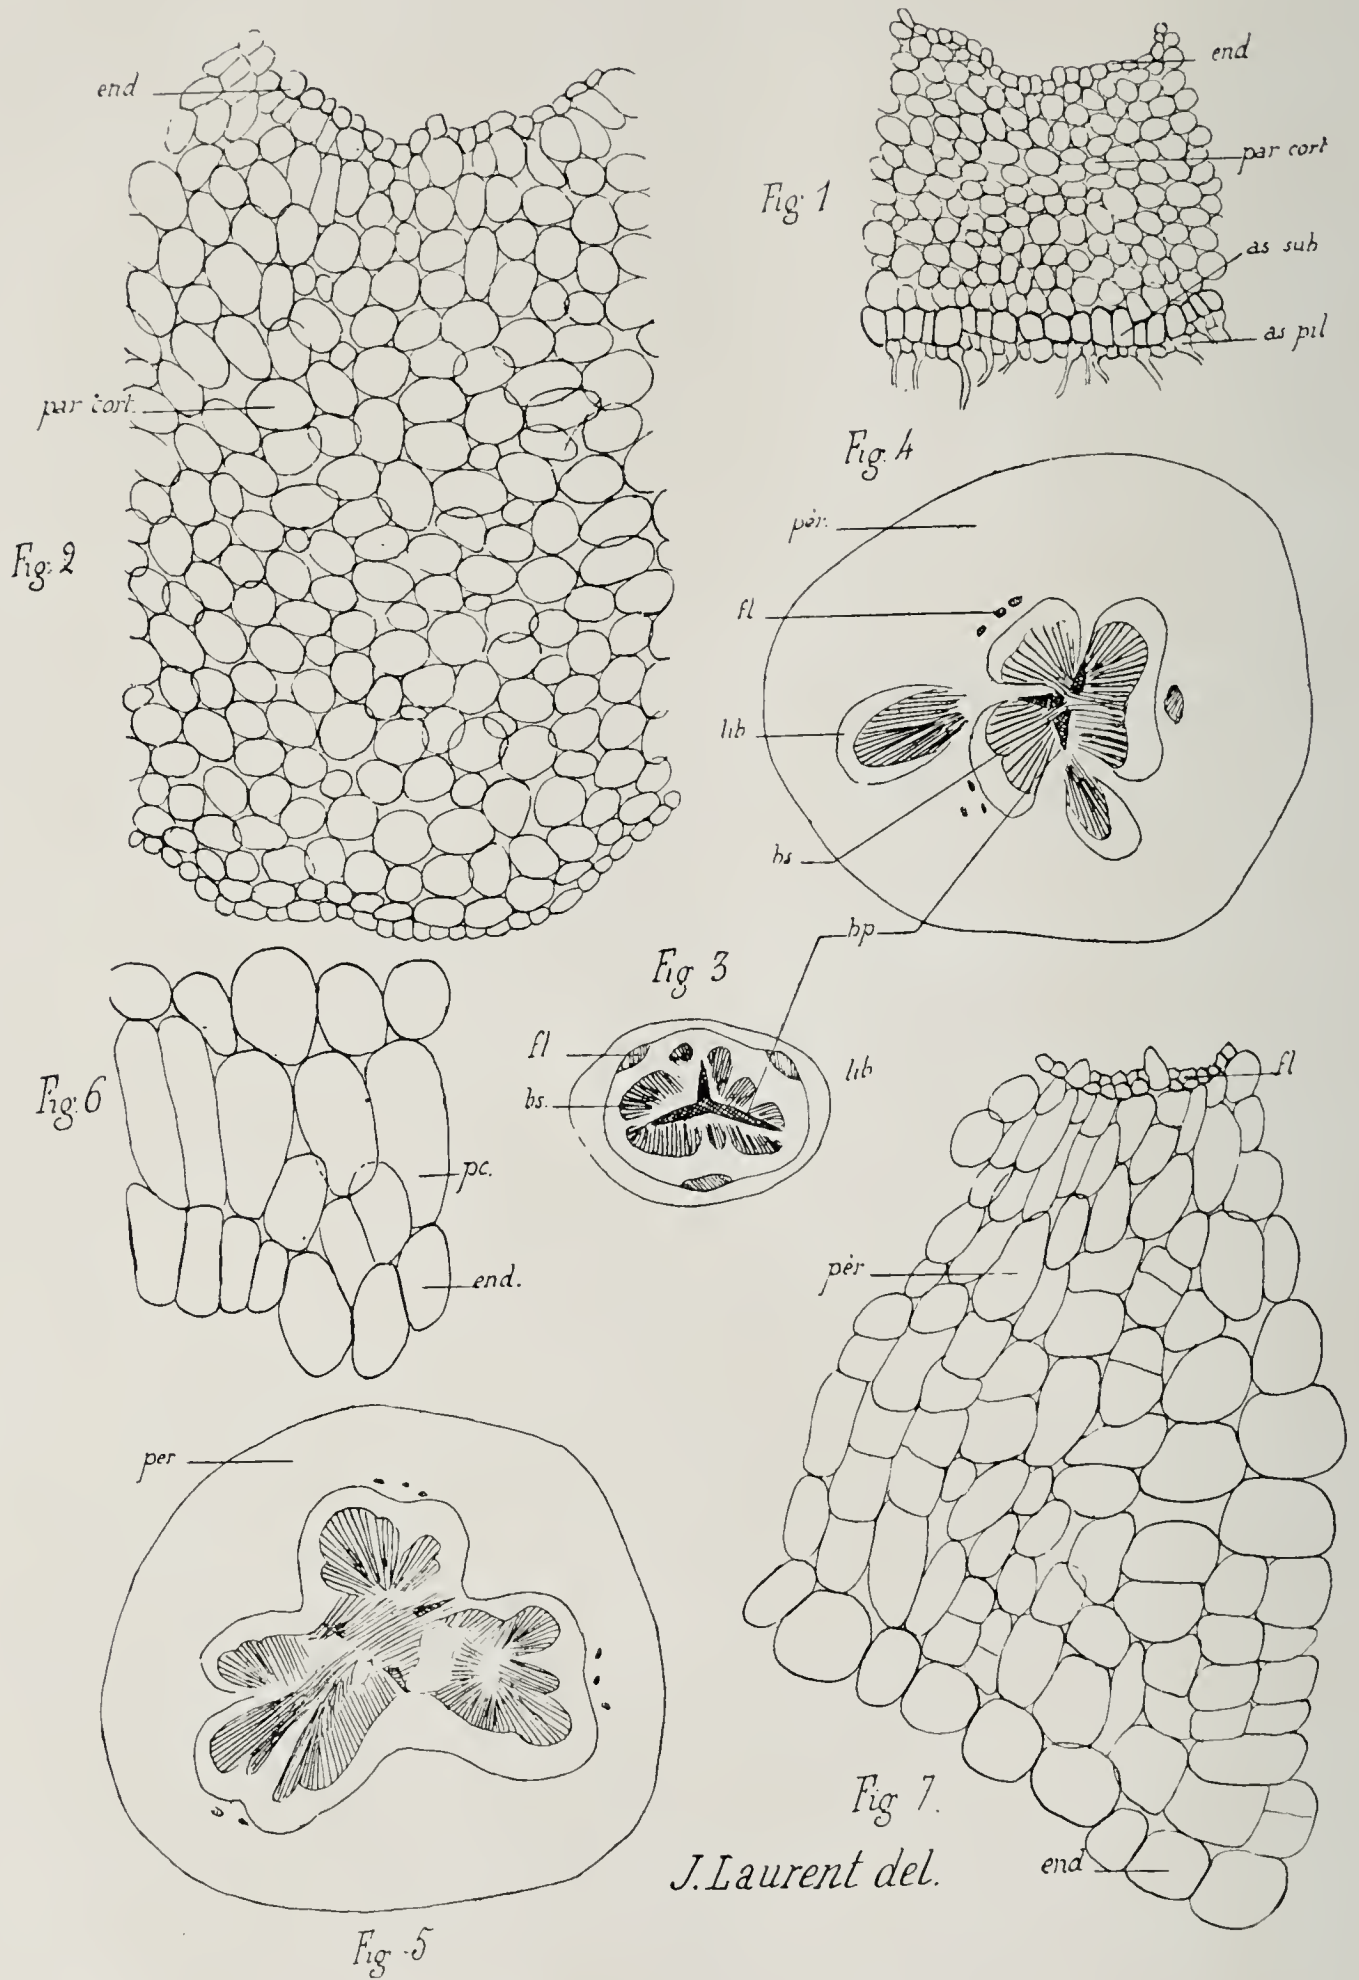 end
par cort.
Fig. 2
end
par cort
Fig 1
as sub
as pil
Fig. 4
pér.
fl
lib
bs
bp
Fig 3
fl
lib
bs.
Fig. 6
pc.
end.
fl
pér
Fig 7.
end
per
Fig 5
J. Laurent del.